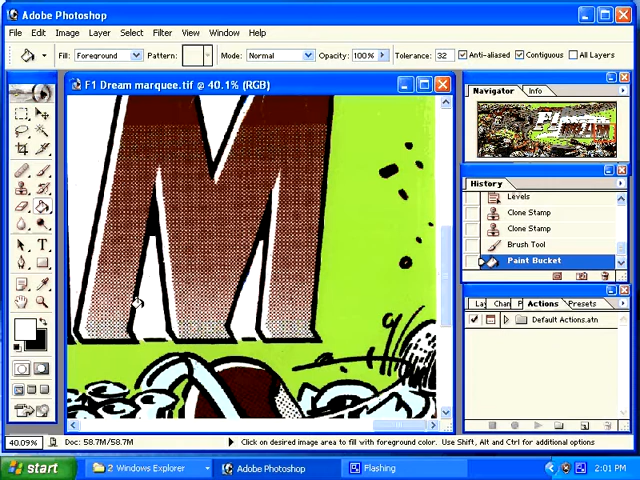 Adobe Photoshop
File Edit Image Layer Select Filter View Window Help
Fill: Foreground Pattern: Mode: Normal Opacity: 100% Tolerance: 32 Anti-aliased Contiguous All Layers
F1 Dream marquee.tif @ 40.1% (RGB)
M
Navigator Info
History
Levels
Clone Stamp
Clone Stamp
Brush Tool
Paint Bucket
Actions Presets
Default Actions.atn
40.09% Doc: 58.7M/58.7M Click on desired image area to fill with foreground color. Use Shift, Alt and Ctrl for additional options
start 2 Windows Explorer Adobe Photoshop Flashing 2:01 PM